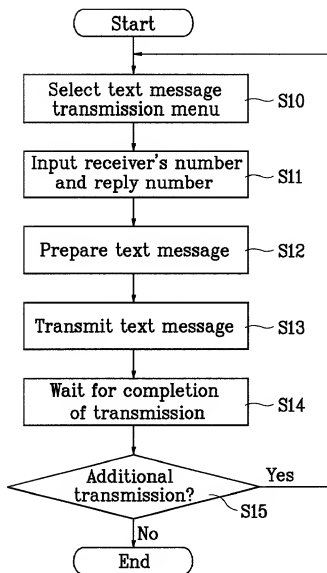 Start
Select text message
transmission menu
S10
Input receiver's number
and reply number
S11
Prepare text message
S12
Transmit text message
S13
Wait for completion
of transmission
S14
Additional
transmission?
Yes
S15
No
End